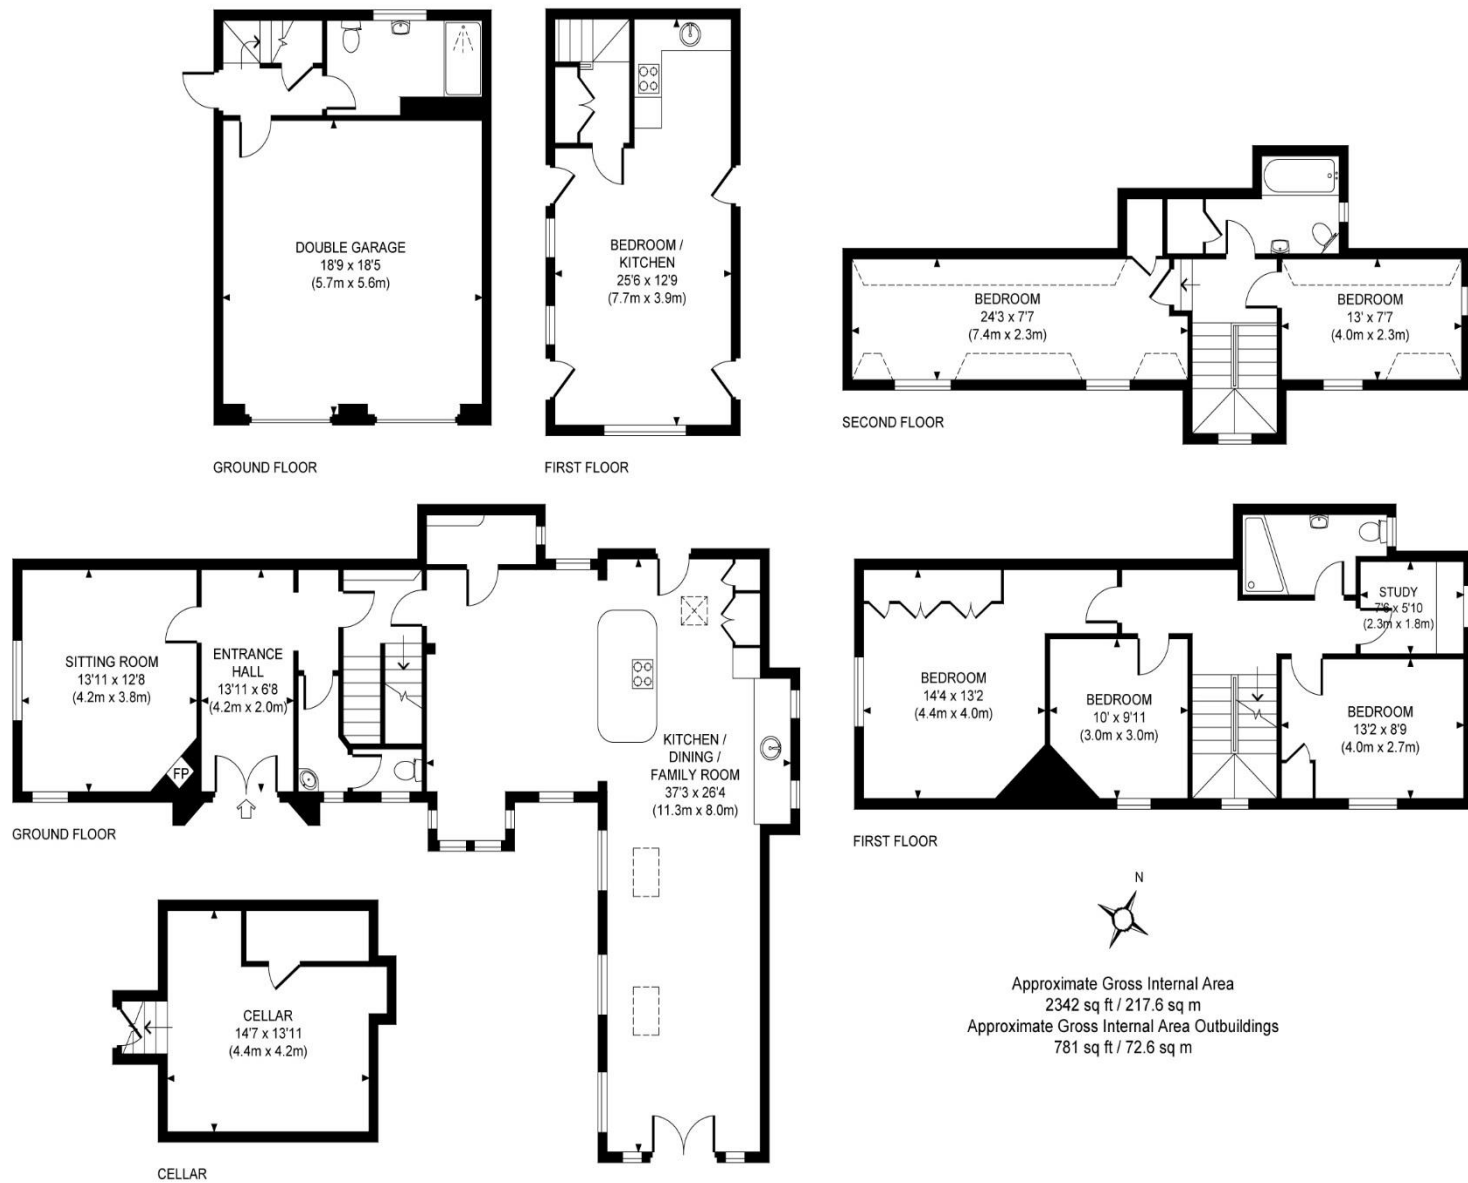 DOUBLE GARAGE
18'9 x 18'5
(5.7m x 5.6m)
GROUND FLOOR
BEDROOM /
KITCHEN
25'6 x 12'9
(7.7m x 3.9m)
FIRST FLOOR
BEDROOM
24'3 x 7'7
(7.4m x 2.3m)
BEDROOM
13' x 7'7
(4.0m x 2.3m)
SECOND FLOOR
SITTING ROOM
13'11 x 12'8
(4.2m x 3.8m)
FP
ENTRANCE
HALL
13'11 x 6'8
(4.2m x 2.0m)
KITCHEN /
DINING /
FAMILY ROOM
37'3 x 26'4
(11.3m x 8.0m)
GROUND FLOOR
BEDROOM
14'4 x 13'2
(4.4m x 4.0m)
BEDROOM
10' x 9'11
(3.0m x 3.0m)
STUDY
7'6 x 5'10
(2.3m x 1.8m)
BEDROOM
13'2 x 8'9
(4.0m x 2.7m)
FIRST FLOOR
CELLAR
14'7 x 13'11
(4.4m x 4.2m)
CELLAR
N
Approximate Gross Internal Area
2342 sq ft / 217.6 sq m
Approximate Gross Internal Area Outbuildings
781 sq ft / 72.6 sq m